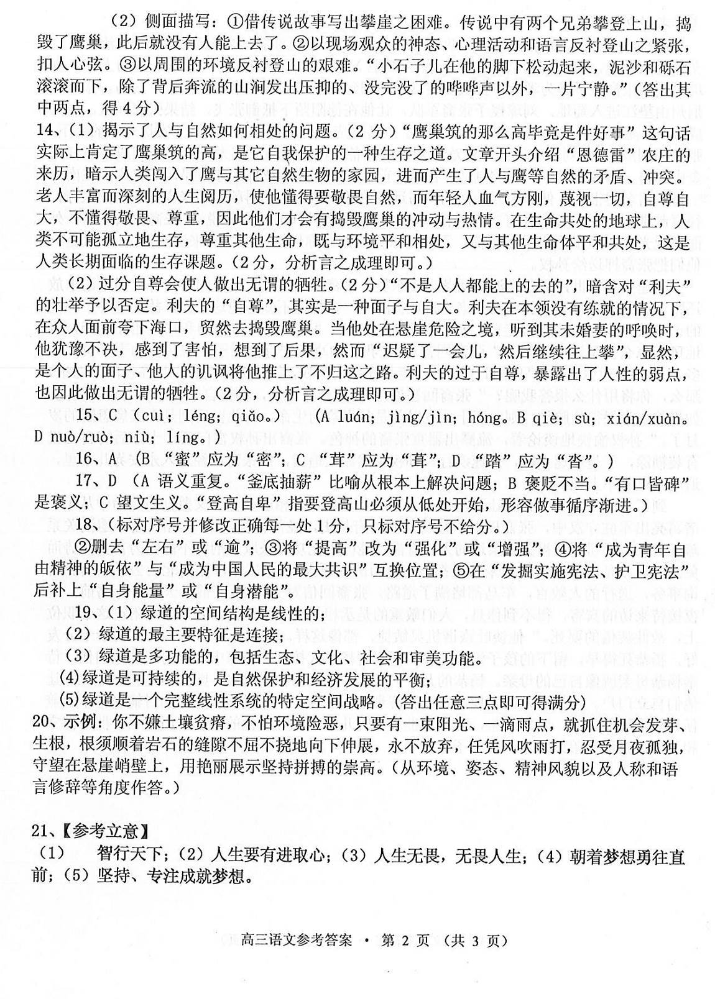 （2）侧面描写：①借传说故事写出攀崖之困难。传说中有两个兄弟攀登上山，捣
毁了鹰巢，此后就没有人能上去了。②以现场观众的神态、心理活动和语言反衬登山之紧张，
扣人心弦。③以周围的环境反衬登山的艰难。“小石子儿在他的脚下松动起来，泥沙和砾石
滚滚而下，除了背后奔流的山涧发出压抑的、没完没了的哗哗声以外，一片宁静。”（答出其
中两点，得4分）
14、（1）揭示了人与自然如何相处的问题。（2 分）“鹰巢筑的那么高毕竟是件好事”这句话
实际上肯定了鹰巢筑的高，是它自我保护的一种生存之道。文章开头介绍“恩德雷”农庄的
来历，暗示人类闯入了鹰与其它自然生物的家园，进而产生了人与鹰等自然的矛盾、冲突。
老人丰富而深刻的人生阅历，使他懂得要敬畏自然，而年轻人血气方刚，蔑视一切，自尊自
大，不懂得敬畏、尊重，因此他们才会有捣毁鹰巢的冲动与热情。在生命共处的地球上，人
类不可能孤立地生存，尊重其他生命，既与环境平和相处，又与其他生命体平和共处，这是
人类长期面临的生存课题。（2分，分析言之成理即可。）
（2）过分自尊会使人做出无谓的牺牲。（2分）“不是人人都能上的去的”，暗含对“利夫”
的壮举予以否定。利夫的“自尊”，其实是一种面子与自大。利夫在本领没有练就的情况下，
在众人面前夸下海口，贸然去捣毁鹰巢。当他处在悬崖危险之境，听到其未婚妻的呼唤时，
他犹豫不决，感到了害怕，想到了后果，然而“迟疑了一会儿，然后继续往上攀”，显然，
是个人的面子、他人的讥讽将他推上了不归这之路。利夫的过于自尊，暴露出了人性的弱点，
也因此做出无谓的牺牲。（2分，分析言之成理即可。）
15、C （cuì；léng；qiǎo。） （A luán；jìng/jìn；hóng。B qiè；sù；xián/xuàn。
D nuò/ruò；niù；líng。）
16、A （B“蜜”应为“密”；C “茸”应为“葺”；D “踏”应为“沓”。）
17、D （A 语义重复。“釜底抽薪”比喻从根本上解决问题；B 褒贬不当。“有口皆碑”
是褒义；C 望文生义。“登高自卑”指要登高山必须从低处开始，形容做事循序渐进。）
18、（标对序号并修改正确每一处1分，只标对序号不给分。）
②删去“左右”或“逾”；③将“提高”改为“强化”或“增强”；④将“成为青年自
由精神的皈依”与“成为中国人民的最大共识”互换位置；⑤在“发掘实施宪法、护卫宪法”
后补上“自身能量”或“自身潜能”。
19、（1）绿道的空间结构是线性的；
（2）绿道的最主要特征是连接；
（3）绿道是多功能的，包括生态、文化、社会和审美功能。
(4)绿道是可持续的，是自然保护和经济发展的平衡；
(5)绿道是一个完整线性系统的特定空间战略。(答出任意三点即可得满分)
20、示例：你不嫌土壤贫瘠，不怕环境险恶，只要有一束阳光、一滴雨点，就抓住机会发芽、
生根，根须顺着岩石的缝隙不屈不挠地向下伸展，永不放弃，任凭风吹雨打，忍受月夜孤独，
守望在悬崖峭壁上，用艳丽展示坚持拼搏的崇高。（从环境、姿态、精神风貌以及人称和语
言修辞等角度作答。）
21、【参考立意】
（1） 智行天下；（2）人生要有进取心；（3）人生无畏，无畏人生；（4）朝着梦想勇往直
前；（5）坚持、专注成就梦想。
高三语文参考答案 · 第 2 页 （共 3 页）